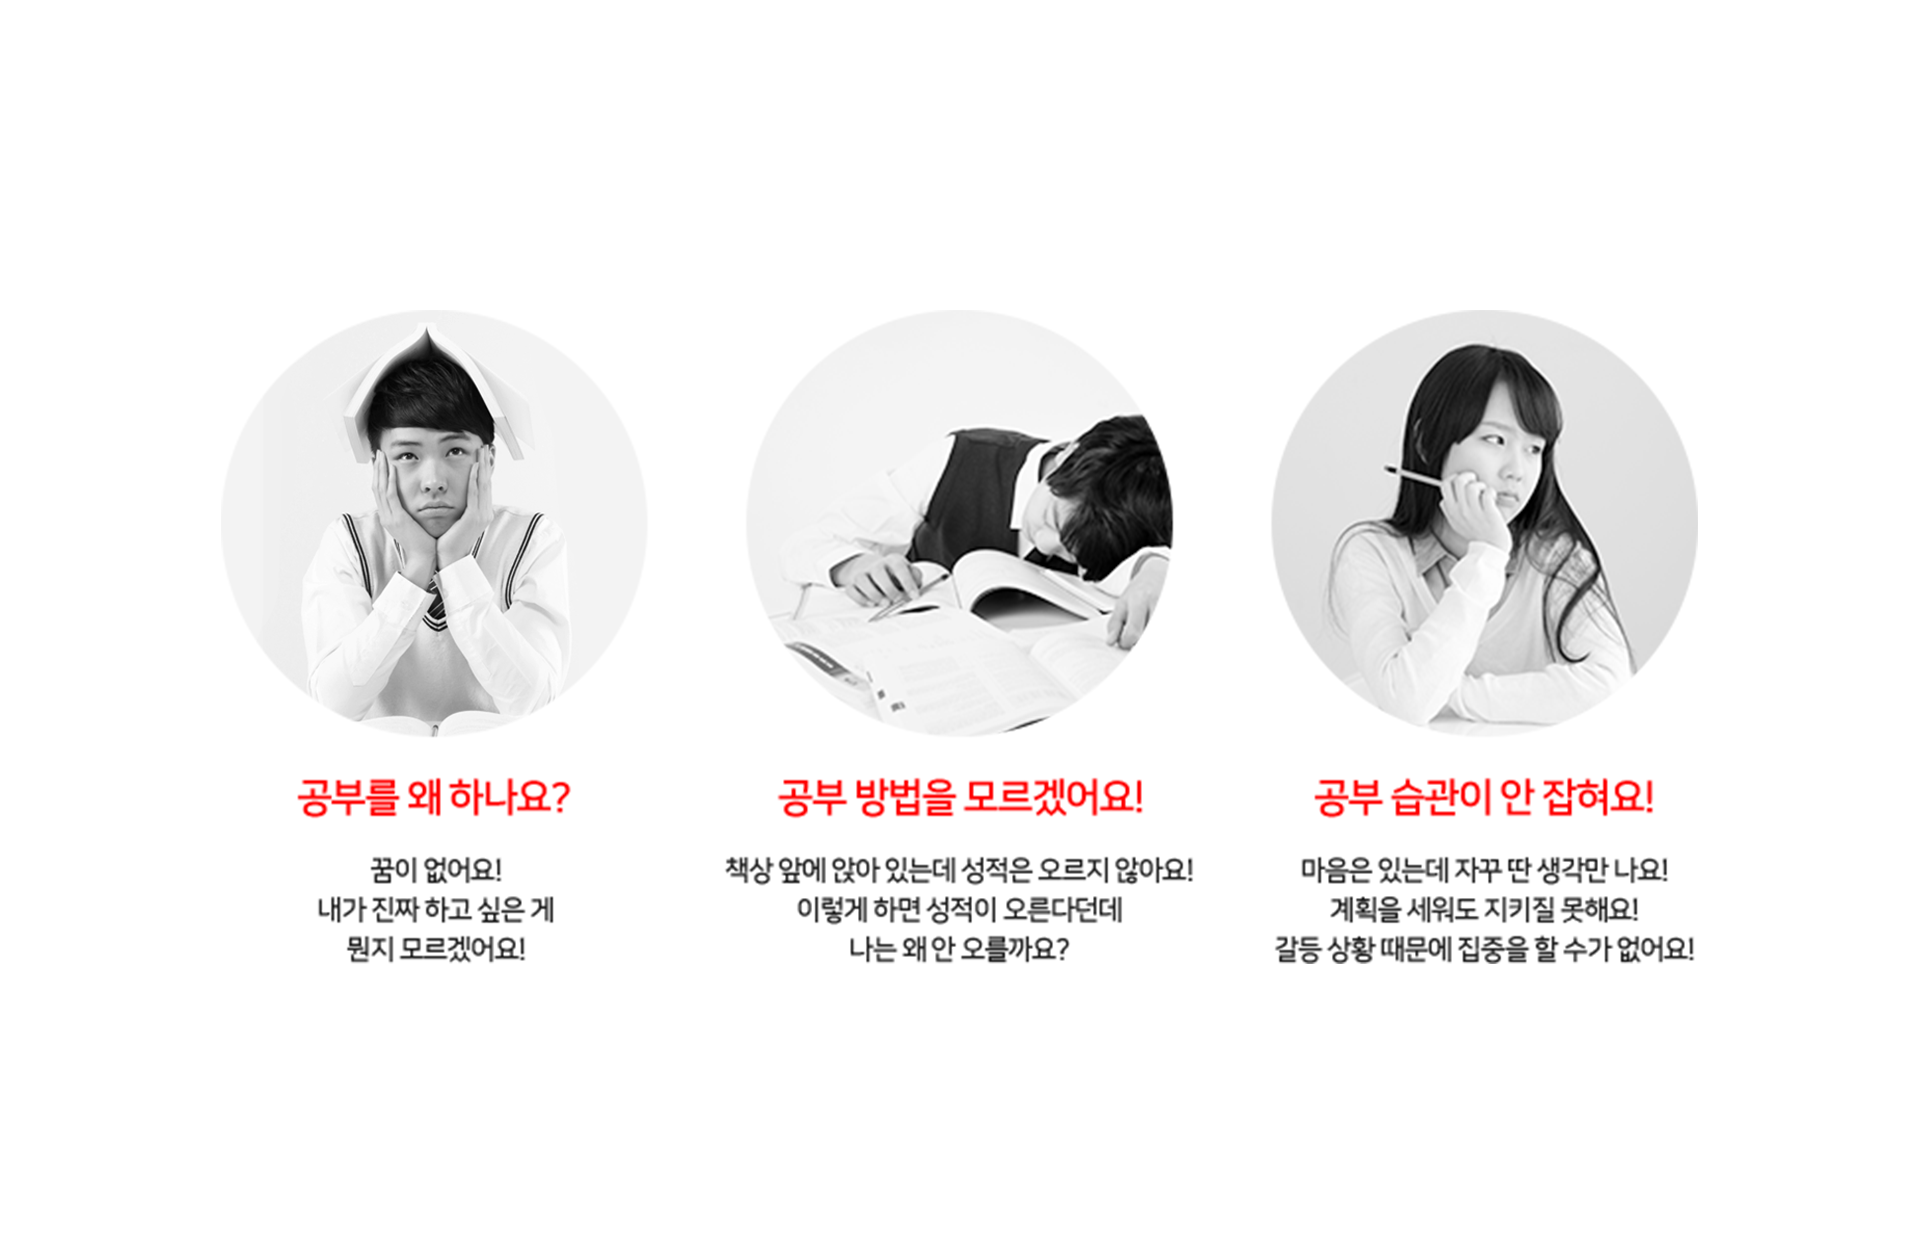 공부를 왜 하나요?
꿈이 없어요!
내가 진짜 하고 싶은 게
뭔지 모르겠어요!
공부 방법을 모르겠어요!
책상 앞에 앉아 있는데 성적은 오르지 않아요!
이렇게 하면 성적이 오른다던데
나는 왜 안 오를까요?
공부 습관이 안 잡혀요!
마음은 있는데 자꾸 딴 생각만 나요!
계획을 세워도 지키질 못해요!
갈등 상황 때문에 집중을 할 수가 없어요!